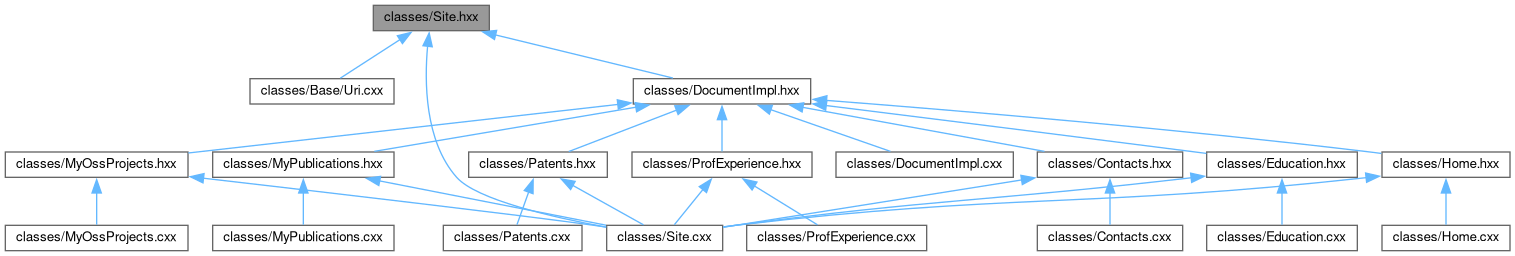 classes/Site.hxx
classes/Base/Uri.cxx
classes/DocumentImpl.hxx
classes/MyOssProjects.hxx
classes/MyPublications.hxx
classes/Patents.hxx
classes/ProfExperience.hxx
classes/DocumentImpl.cxx
classes/Contacts.hxx
classes/Education.hxx
classes/Home.hxx
classes/MyOssProjects.cxx
classes/MyPublications.cxx
classes/Patents.cxx
classes/Site.cxx
classes/ProfExperience.cxx
classes/Contacts.cxx
classes/Education.cxx
classes/Home.cxx